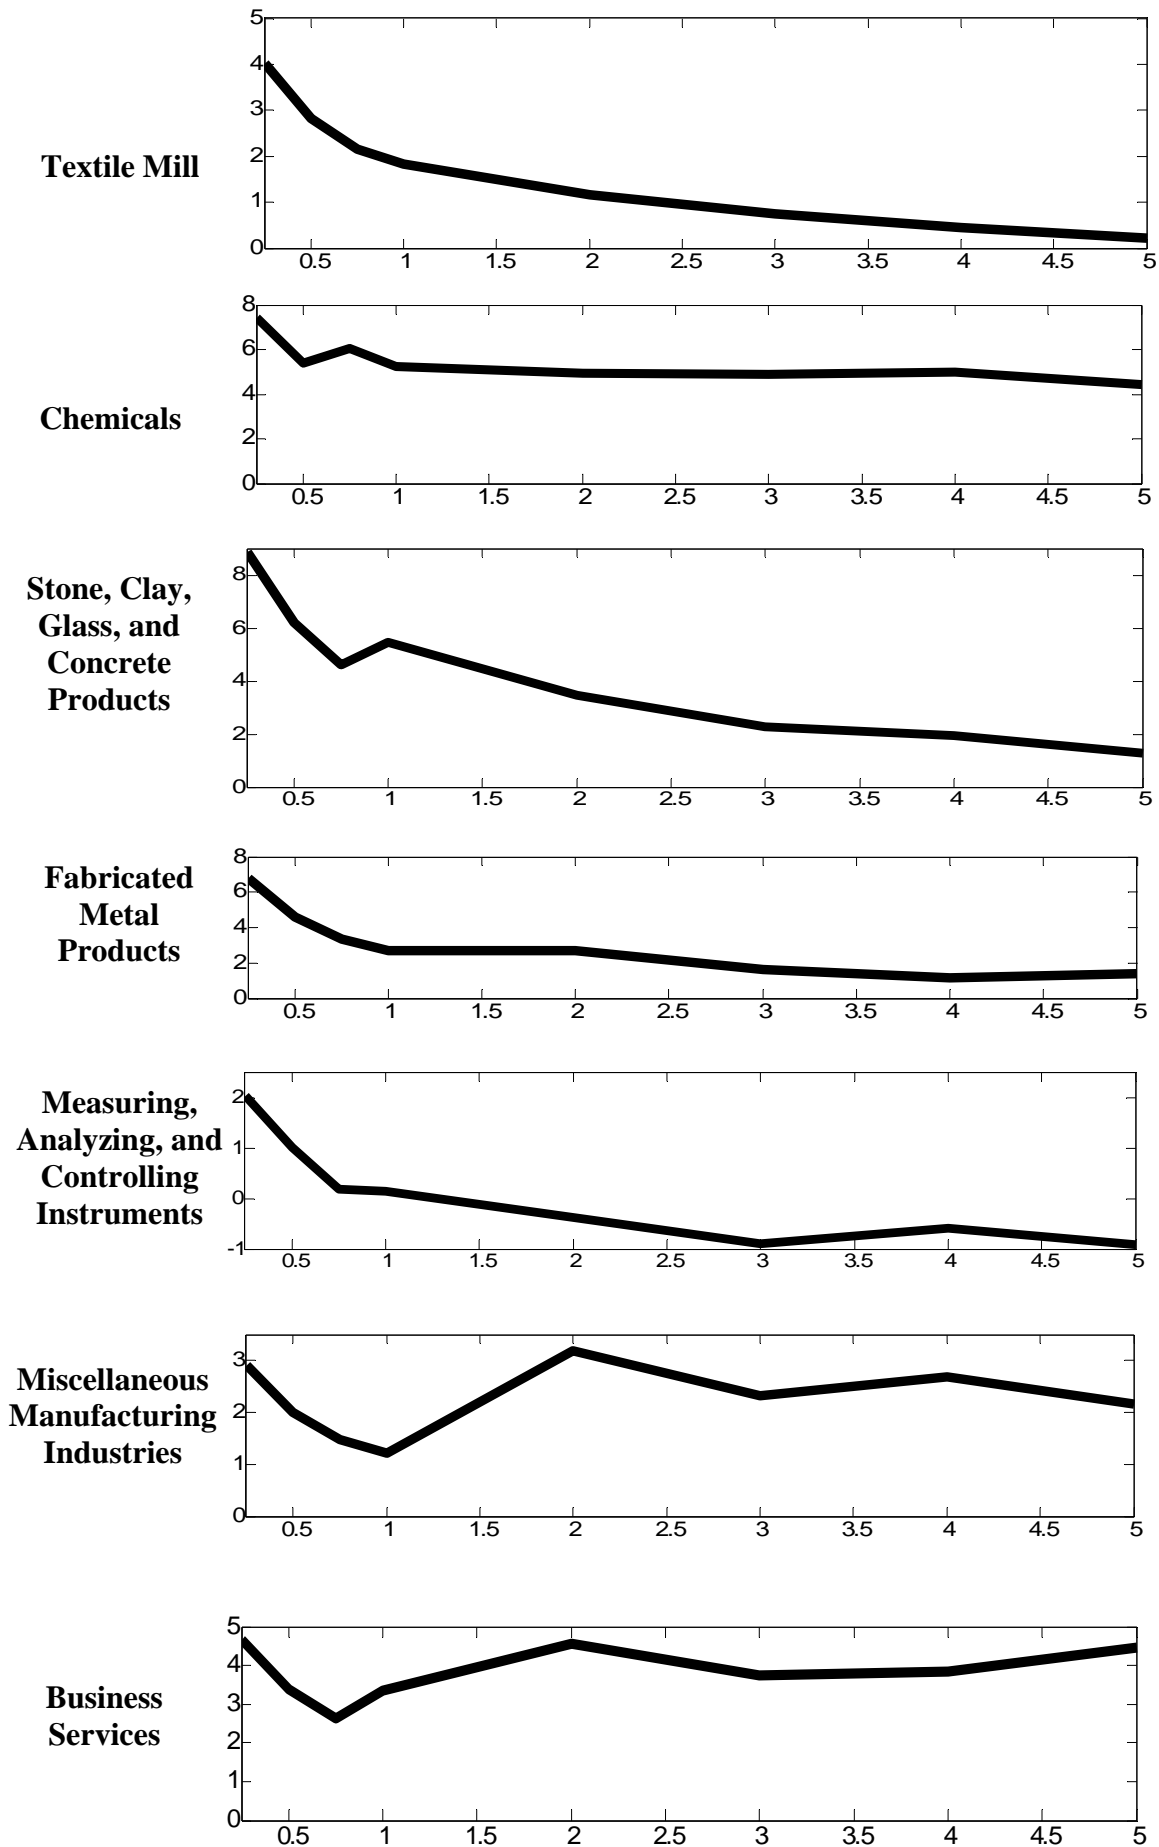 5
4
3
2
1
0
Textile Mill
0.5 1 1.5 2 2.5 3 3.5 4 4.5 5
8
6
4
2
0
Chemicals
0.5 1 1.5 2 2.5 3 3.5 4 4.5 5
8
6
4
2
0
Stone, Clay,
Glass, and
Concrete
Products
0.5 1 1.5 2 2.5 3 3.5 4 4.5 5
8
6
4
2
0
Fabricated
Metal
Products
0.5 1 1.5 2 2.5 3 3.5 4 4.5 5
2
1
0
-1
Measuring,
Analyzing, and
Controlling
Instruments
0.5 1 1.5 2 2.5 3 3.5 4 4.5 5
3
2
1
0
Miscellaneous
Manufacturing
Industries
0.5 1 1.5 2 2.5 3 3.5 4 4.5 5
5
4
3
2
1
0
Business
Services
0.5 1 1.5 2 2.5 3 3.5 4 4.5 5